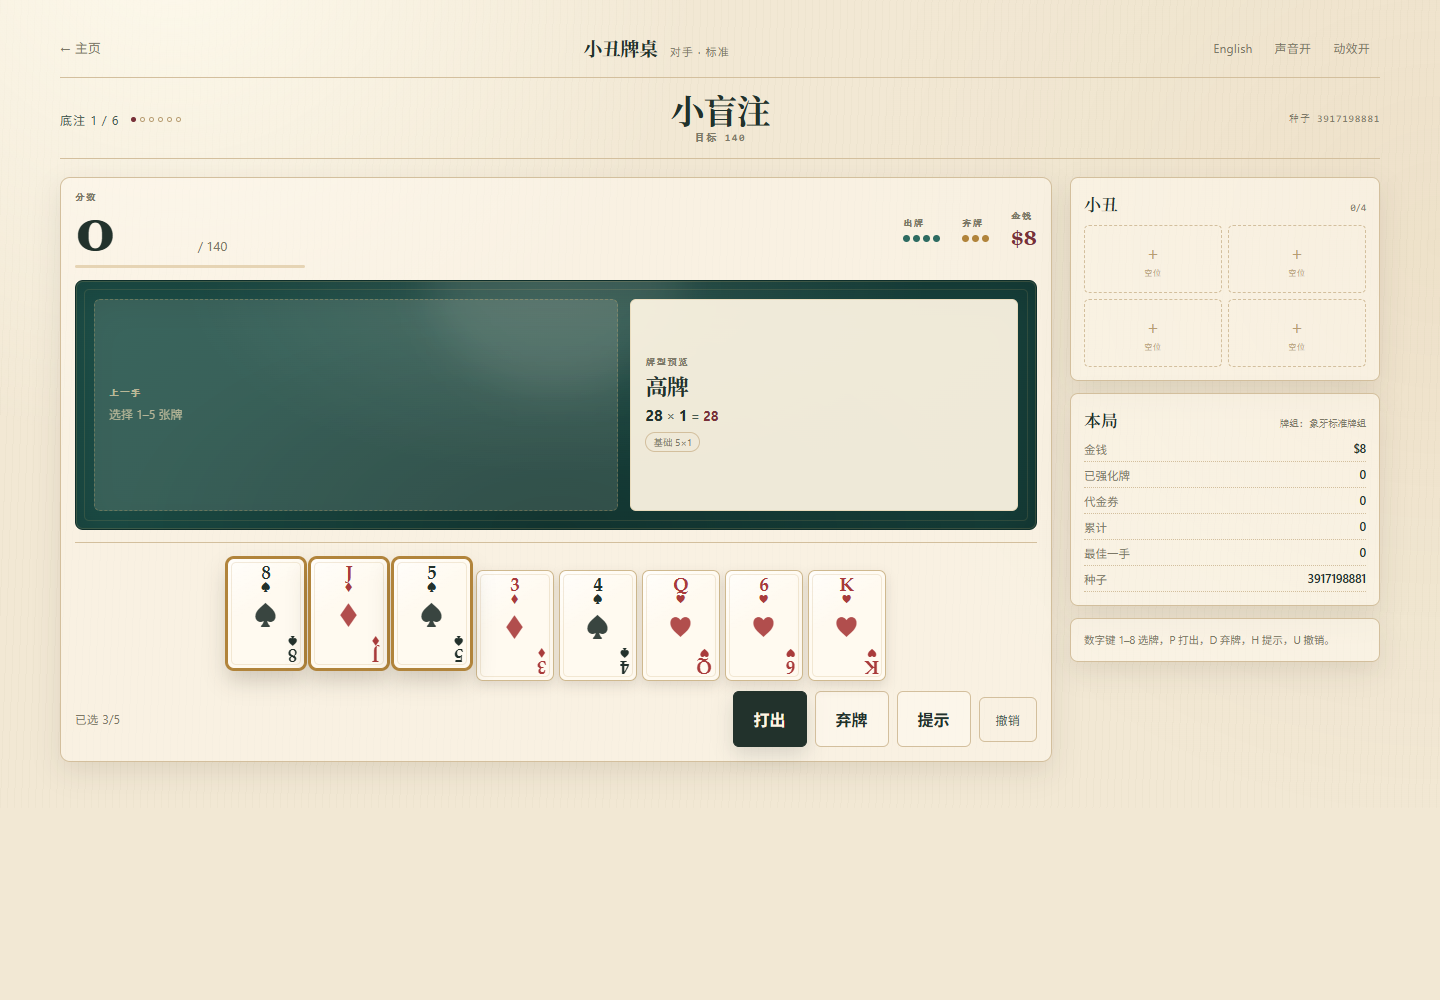 ← 主页
小丑牌桌 对手 · 标准
English 声音开 动效开
底注 1 / 6
小盲注
目标 140
种子 3917198881
分数
0 / 140
出牌
弃牌
金钱
$8
上一手
选择 1–5 张牌
牌型预览
高牌
28 × 1 = 28
基础 5×1
8 J 5 3 4 Q 6 K
8 J 5 3 4 Q 6 K
已选 3/5
打出 弃牌 提示 撤销
小丑 0/4
+ +
空位 空位
+ +
空位 空位
本局 牌组: 象牙标准牌组
金钱 $8
已强化牌 0
代金券 0
累计 0
最佳一手 0
种子 3917198881
数字键 1–8 选牌，P 打出，D 弃牌，H 提示，U 撤销。